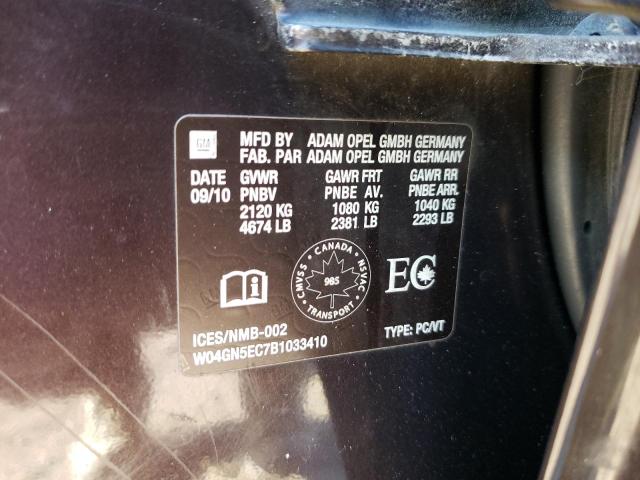 GM
MFD BY ADAM OPEL GMBH GERMANY
FAB. PAR ADAM OPEL GMBH GERMANY
DATE GVWR GAWR FRT GAWR RR
09/10 PNBV PNBE AV. PNBE ARR.
2120 KG 1080 KG 1040 KG
4674 LB 2381 LB 2293 LB
CANADA
CMVSS 985 NSVAC
TRANSPORT
EC
ICES/NMB-002 TYPE: PC/VT
W04GN5EC7B1033410